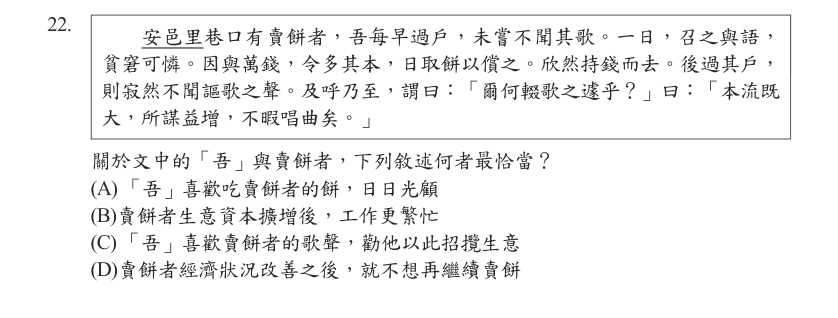 22.
安邑里巷口有賣餅者，吾每早過戶，未嘗不聞其歌。一日，召之與語，
貧窘可憐。因與萬錢，令多其本，日取餅以償之。欣然持錢而去。後過其戶，
則寂然不聞謳歌之聲。及呼乃至，謂曰：「爾何輟歌之遽乎？」曰：「本流既
大，所謀益增，不暇唱曲矣。」
關於文中的「吾」與賣餅者，下列敘述何者最恰當？
(A)「吾」喜歡吃賣餅者的餅，日日光顧
(B)賣餅者生意資本擴增後，工作更繁忙
(C)「吾」喜歡賣餅者的歌聲，勸他以此招攬生意
(D)賣餅者經濟狀況改善之後，就不想再繼續賣餅